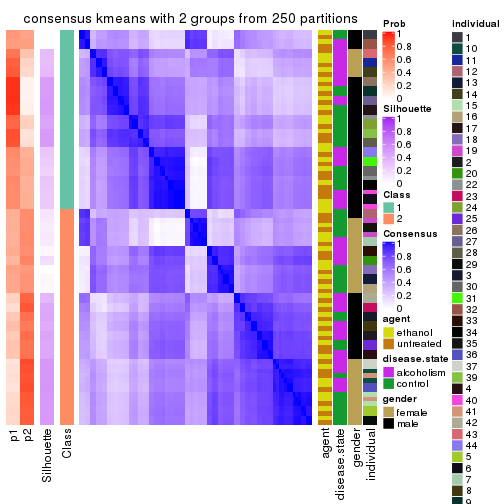 consensus kmeans with 2 groups from 250 partitions
p1
p2
Silhouette
Class
agent
disease.state
gender
individual
Prob
1
0.8
0.6
0.4
0.2
0
Silhouette
1
0.8
0.6
0.4
0.2
0
Class
1
2
Consensus
1
0.8
0.6
0.4
0.2
0
agent
ethanol
untreated
disease.state
alcoholism
control
gender
female
male
individual
1
10
11
12
13
14
15
16
17
18
19
2
20
22
23
24
25
26
27
28
29
3
30
31
32
33
34
35
36
37
39
4
40
41
42
43
44
5
6
7
8
9